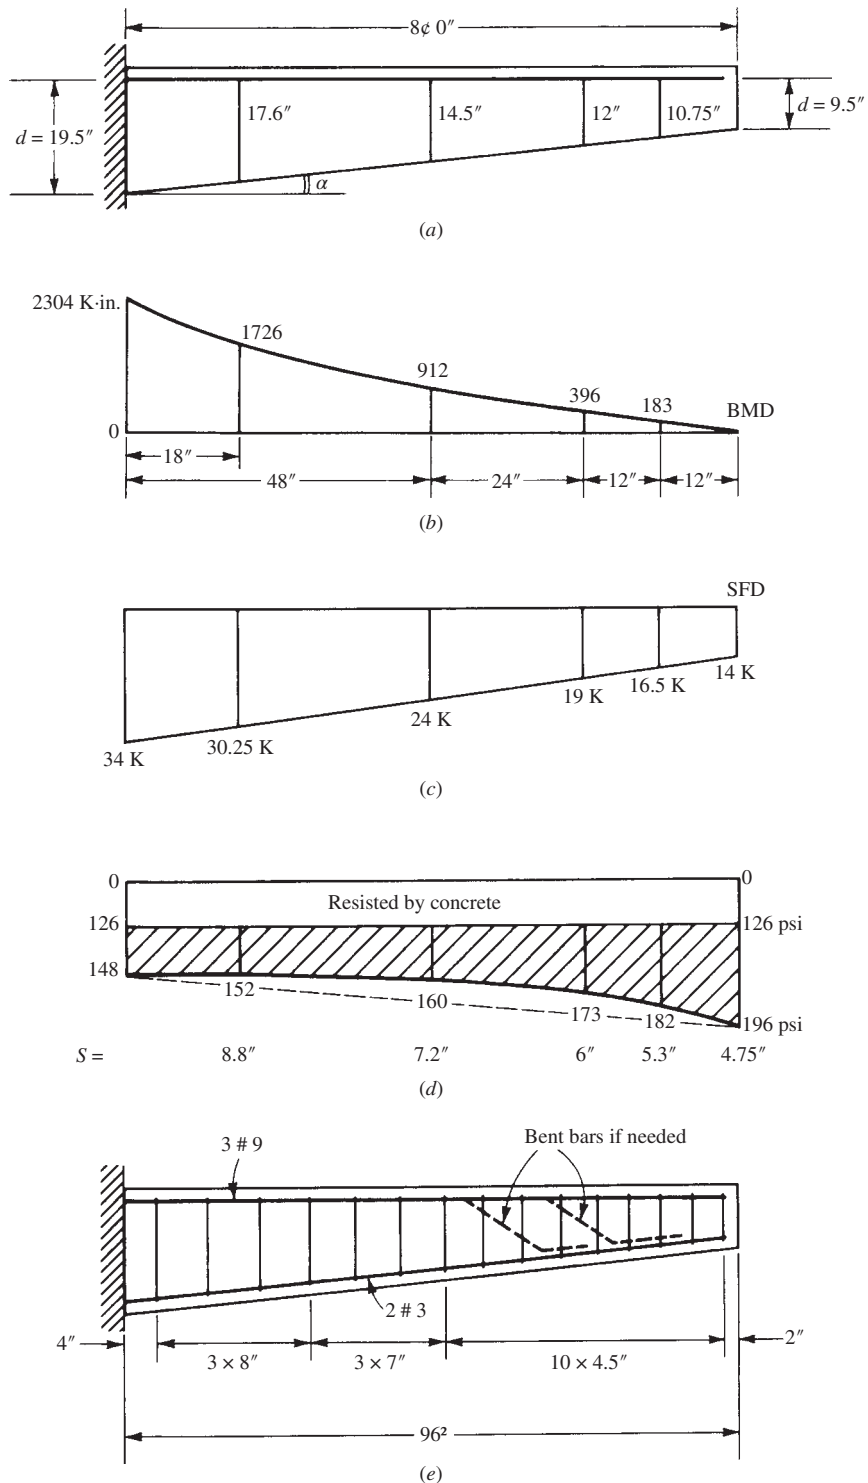 8¢ 0″
17.6″
14.5″
12″
10.75″
d = 9.5″
d = 19.5″
α
(a)
2304 K·in.
1726
912
396
183
BMD
0
18″
48″
24″
12″
12″
(b)
SFD
14 K
16.5 K
19 K
24 K
30.25 K
34 K
(c)
0
0
Resisted by concrete
126
126 psi
148
152
160
173
182
196 psi
S =
8.8″
7.2″
6″
5.3″
4.75″
(d)
3 # 9
Bent bars if needed
2 # 3
4″
2″
3 × 8″
3 × 7″
10 × 4.5″
96²
(e)